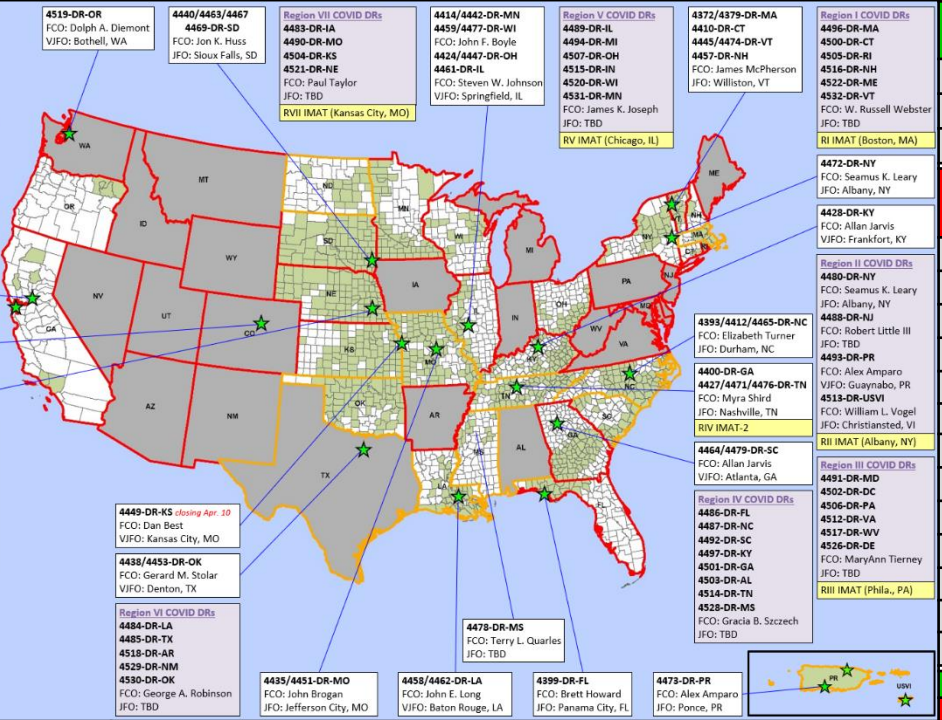 4519-DR-OR
FCO: Dolph A. Diemont
VJFO: Bothell, WA
4440/4463/4467
4469-DR-SD
FCO: Jon K. Huss
JFO: Sioux Falls, SD
Region VII COVID DRs
4483-DR-IA
4490-DR-MO
4504-DR-KS
4521-DR-NE
FCO: Paul Taylor
JFO: TBD
RVII IMAT (Kansas City, MO)
4414/4442-DR-MN
4459/4477-DR-WI
FCO: John F. Boyle
4424/4447-DR-OH
4461-DR-IL
FCO: Steven W. Johnson
VJFO: Springfield, IL
Region V COVID DRs
4489-DR-IL
4494-DR-MI
4507-DR-OH
4515-DR-IN
4520-DR-WI
4531-DR-MN
FCO: James K. Joseph
JFO: TBD
RV IMAT (Chicago, IL)
4372/4379-DR-MA
4410-DR-CT
4445/4474-DR-VT
4457-DR-NH
FCO: James McPherson
JFO: Williston, VT
Region I COVID DRs
4496-DR-MA
4500-DR-CT
4505-DR-RI
4516-DR-NH
4522-DR-ME
4532-DR-VT
FCO: W. Russell Webster
JFO: TBD
RI IMAT (Boston, MA)
4472-DR-NY
FCO: Seamus K. Leary
JFO: Albany, NY
4428-DR-KY
FCO: Allan Jarvis
VJFO: Frankfort, KY
Region II COVID DRs
4480-DR-NY
FCO: Seamus K. Leary
JFO: Albany, NY
4488-DR-NJ
FCO: Robert Little III
JFO: TBD
4493-DR-PR
FCO: Alex Amparo
VJFO: Guaynabo, PR
4513-DR-USVI
FCO: William L. Vogel
JFO: Christiansted, VI
RII IMAT (Albany, NY)
4393/4412/4465-DR-NC
FCO: Elizabeth Turner
JFO: Durham, NC
4400-DR-GA
4427/4471/4476-DR-TN
FCO: Myra Shird
JFO: Nashville, TN
RIV IMAT-2
4464/4479-DR-SC
FCO: Allan Jarvis
VJFO: Atlanta, GA
Region III COVID DRs
4491-DR-MD
4502-DR-DC
4506-DR-PA
4512-DR-VA
4517-DR-WV
4526-DR-DE
FCO: MaryAnn Tierney
JFO: TBD
RIII IMAT (Phila., PA)
Region IV COVID DRs
4486-DR-FL
4487-DR-NC
4492-DR-SC
4497-DR-KY
4501-DR-GA
4503-DR-AL
4514-DR-TN
4528-DR-MS
FCO: Gracia B. Szczech
JFO: TBD
4449-DR-KS closing Apr. 10
FCO: Dan Best
VJFO: Kansas City, MO
4438/4453-DR-OK
FCO: Gerard M. Stolar
VJFO: Denton, TX
Region VI COVID DRs
4484-DR-LA
4485-DR-TX
4518-DR-AR
4529-DR-NM
4530-DR-OK
FCO: George A. Robinson
JFO: TBD
4478-DR-MS
FCO: Terry L. Quarles
JFO: TBD
4435/4451-DR-MO
FCO: John Brogan
JFO: Jefferson City, MO
4458/4462-DR-LA
FCO: John E. Long
VJFO: Baton Rouge, LA
4399-DR-FL
FCO: Brett Howard
JFO: Panama City, FL
4473-DR-PR
FCO: Alex Amparo
JFO: Ponce, PR
WA
MT
ND
MN
ME
OR
ID
SD
WI
VT
NH
NY
MA
CT
WY
MI
IA
PA
NJ
NV
NE
IL
IN
OH
MD
UT
CO
WV
CA
KS
MO
KY
VA
AZ
NM
OK
AR
TN
NC
SC
TX
LA
MS
AL
GA
FL
PR
USVI